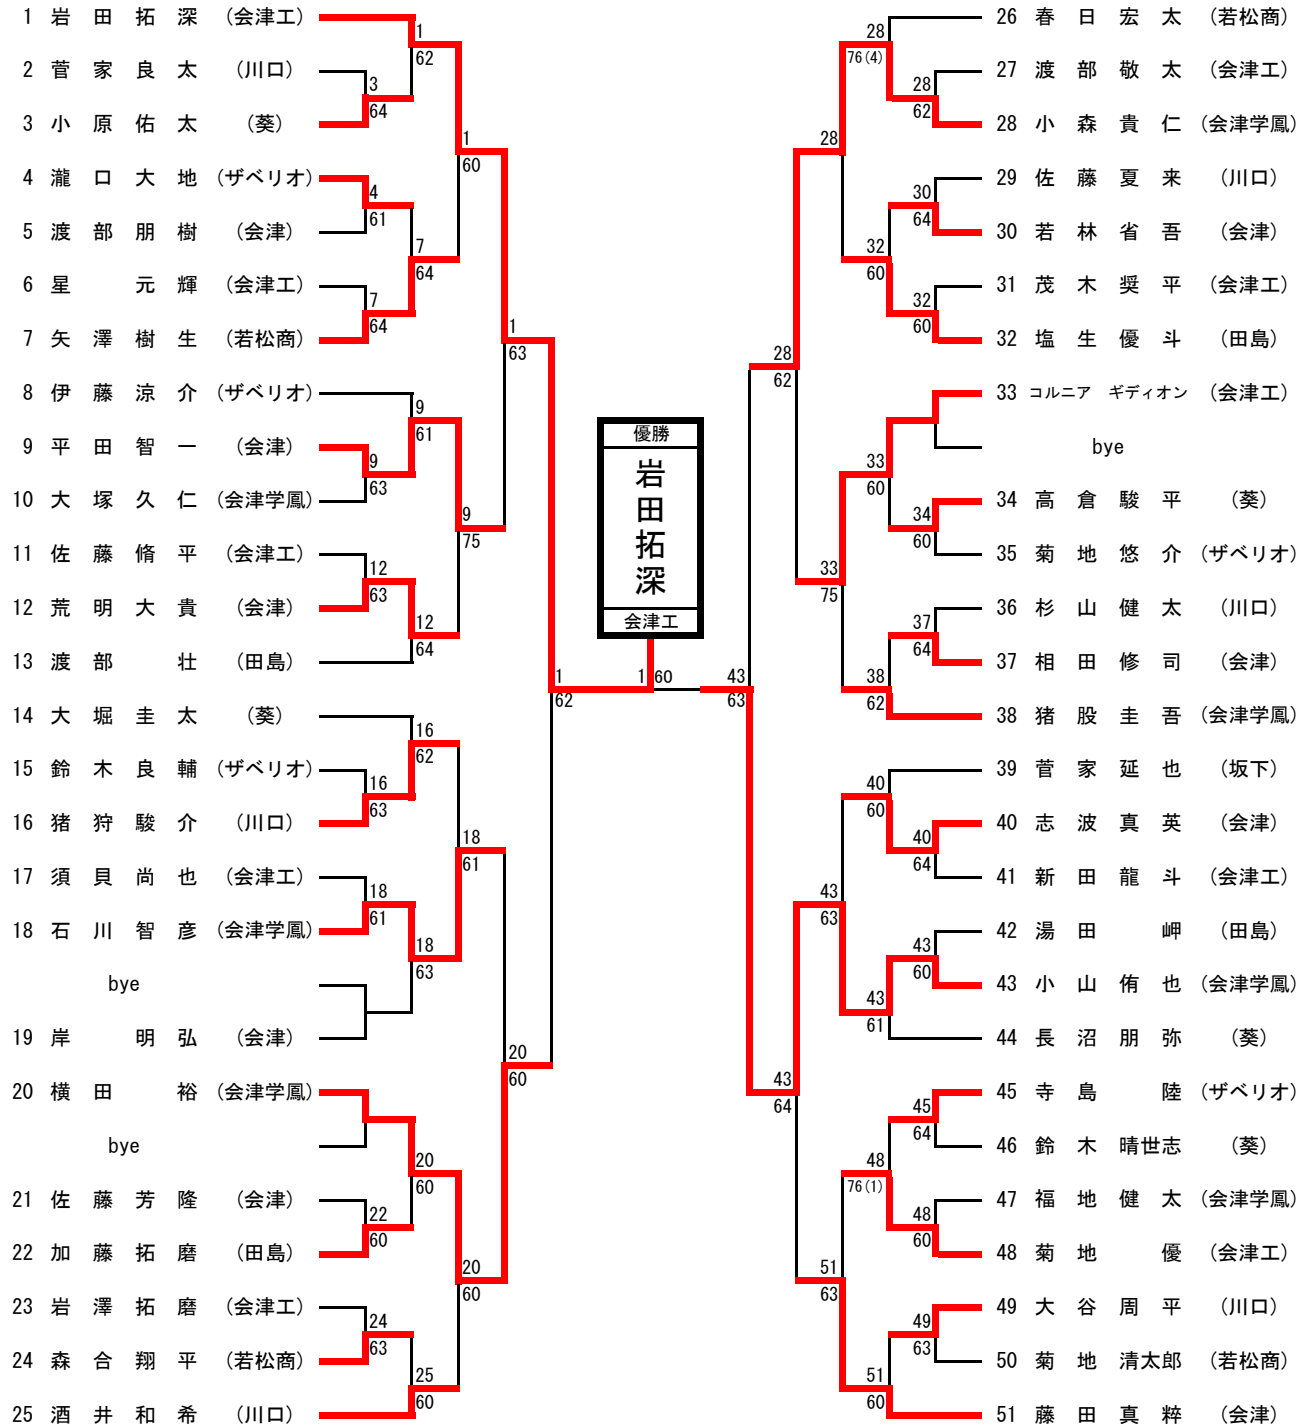 1 岩田拓深 (会津工)
2 菅家良太 (川口)
3 小原佑太 (葵)
4 瀧口大地 (ザベリオ)
5 渡部朋樹 (会津)
6 星 元輝 (会津工)
7 矢澤樹生 (若松商)
8 伊藤涼介 (ザベリオ)
9 平田智一 (会津)
10 大塚久仁 (会津学鳳)
11 佐藤脩平 (会津工)
12 荒明大貴 (会津)
13 渡部 壮 (田島)
14 大堀圭太 (葵)
15 鈴木良輔 (ザベリオ)
16 猪狩駿介 (川口)
17 須貝尚也 (会津工)
18 石川智彦 (会津学鳳)
bye
19 岸 明弘 (会津)
20 横田 裕 (会津学鳳)
bye
21 佐藤芳隆 (会津)
22 加藤拓磨 (田島)
23 岩澤拓磨 (会津工)
24 森合翔平 (若松商)
25 酒井和希 (川口)
3
64
4
61
7
64
9
63
12
63
16
63
18
61
22
60
24
63
1
62
7
64
9
61
12
64
16
62
18
63
20
60
25
60
1
60
9
75
18
61
20
60
1
63
20
60
1
62
優勝
岩田拓深
会津工
1 60
43
63
28
62
43
64
28
33
75
43
63
51
63
28
76(4)
32
60
33
60
38
62
40
60
43
61
48
76(1)
51
60
28
62
30
64
32
60
34
60
37
64
40
64
43
60
45
64
48
60
49
63
26 春日宏太 (若松商)
27 渡部敬太 (会津工)
28 小森貴仁 (会津学鳳)
29 佐藤夏来 (川口)
30 若林省吾 (会津)
31 茂木奨平 (会津工)
32 塩生優斗 (田島)
33 コルニア ギディオン (会津工)
bye
34 高倉駿平 (葵)
35 菊地悠介 (ザベリオ)
36 杉山健太 (川口)
37 相田修司 (会津)
38 猪股圭吾 (会津学鳳)
39 菅家延也 (坂下)
40 志波真英 (会津)
41 新田龍斗 (会津工)
42 湯田 岬 (田島)
43 小山侑也 (会津学鳳)
44 長沼朋弥 (葵)
45 寺島 陸 (ザベリオ)
46 鈴木晴世志 (葵)
47 福地健太 (会津学鳳)
48 菊地 優 (会津工)
49 大谷周平 (川口)
50 菊地清太郎 (若松商)
51 藤田真粋 (会津)